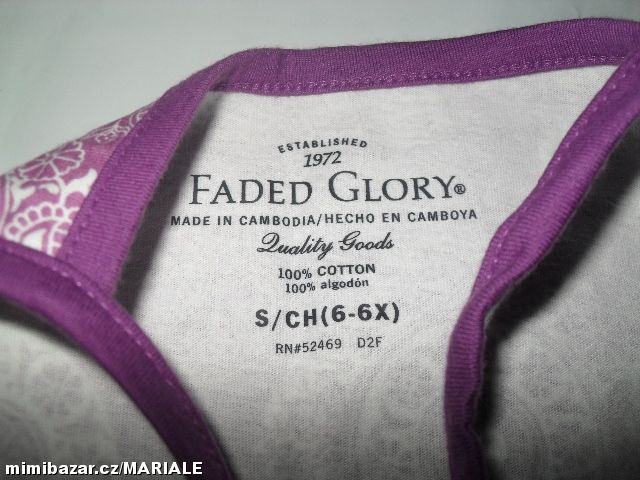 ESTABLISHED
1972
FADED GLORY®
MADE IN CAMBODIA/HECHO EN CAMBOYA
Quality Goods
100% COTTON
100% algodón
S/CH(6-6X)
RN#52469 D2F
mimibazar.cz/MARIALE